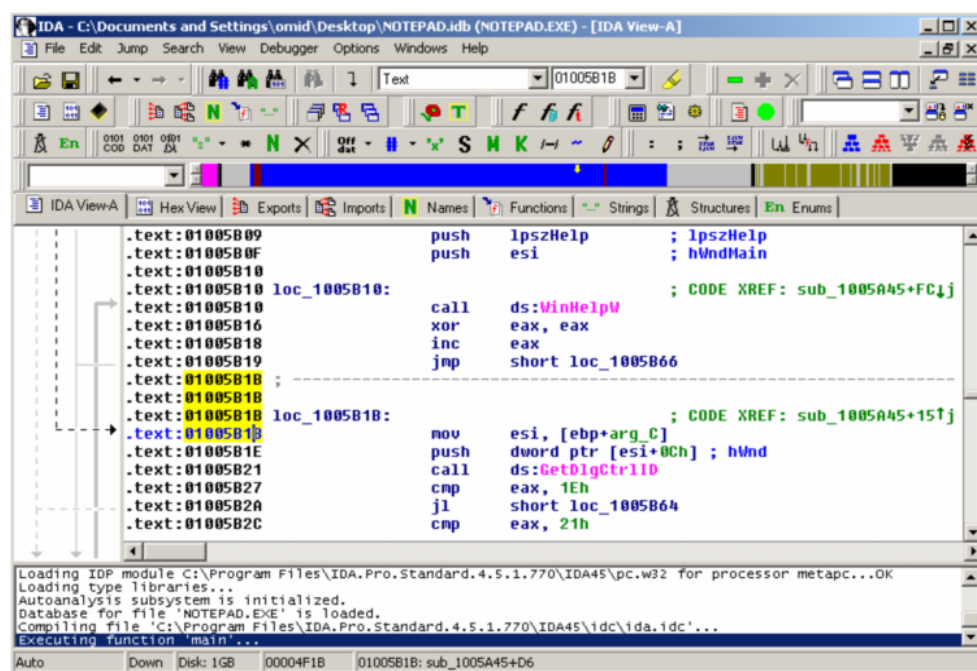 IDA - C:\Documents and Settings\omid\Desktop\NOTEPAD.idb (NOTEPAD.EXE) - [IDA View-A]
File Edit Jump Search View Debugger Options Windows Help
Text 01005B1B
En 0101 COD 0101 DAT "s" N X Off dat # 'x' S M K
IDA View-A Hex View Exports Imports N Names Functions Strings Structures En Enums
.text:01005B09 push lpszHelp ; lpszHelp
.text:01005B0F push esi ; hWndMain
.text:01005B10
.text:01005B10 loc_1005B10: ; CODE XREF: sub_1005A45+FC↓j
.text:01005B10 call ds:WinHelpW
.text:01005B16 xor eax, eax
.text:01005B18 inc eax
.text:01005B19 jmp short loc_1005B66
.text:01005B1B ; ---------------------------------------------------------------------------
.text:01005B1B
.text:01005B1B loc_1005B1B: ; CODE XREF: sub_1005A45+15↑j
.text:01005B1B mov esi, [ebp+arg_C]
.text:01005B1E push dword ptr [esi+0Ch] ; hWnd
.text:01005B21 call ds:GetDlgCtrlID
.text:01005B27 cmp eax, 1Eh
.text:01005B2A jl short loc_1005B64
.text:01005B2C cmp eax, 21h
Loading IDP module C:\Program Files\IDA.Pro.Standard.4.5.1.770\IDA45\pc.w32 for processor metapc...OK
Loading type libraries...
Autoanalysis subsystem is initialized.
Database for file 'NOTEPAD.EXE' is loaded.
Compiling file 'C:\Program Files\IDA.Pro.Standard.4.5.1.770\IDA45\idc\ida.idc'...
Executing function 'main'...
Auto Down Disk: 1GB 00004F1B 01005B1B: sub_1005A45+D6